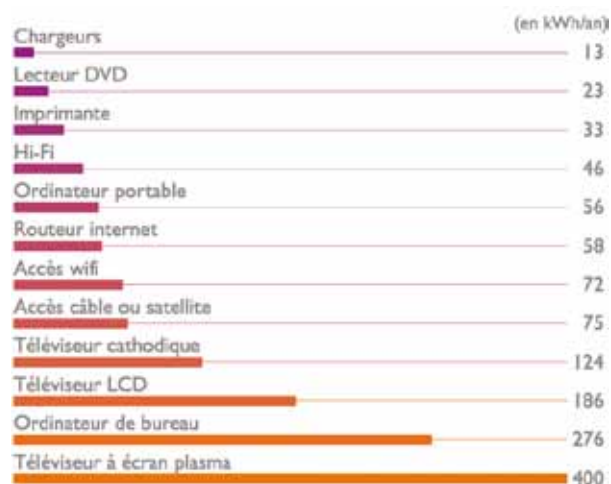 (en kWh/an)
Chargeurs
13
Lecteur DVD
23
Imprimante
33
Hi-Fi
46
Ordinateur portable
56
Routeur internet
58
Accès wifi
72
Accès câble ou satellite
75
Téléviseur cathodique
124
Téléviseur LCD
186
Ordinateur de bureau
276
Téléviseur à écran plasma
400